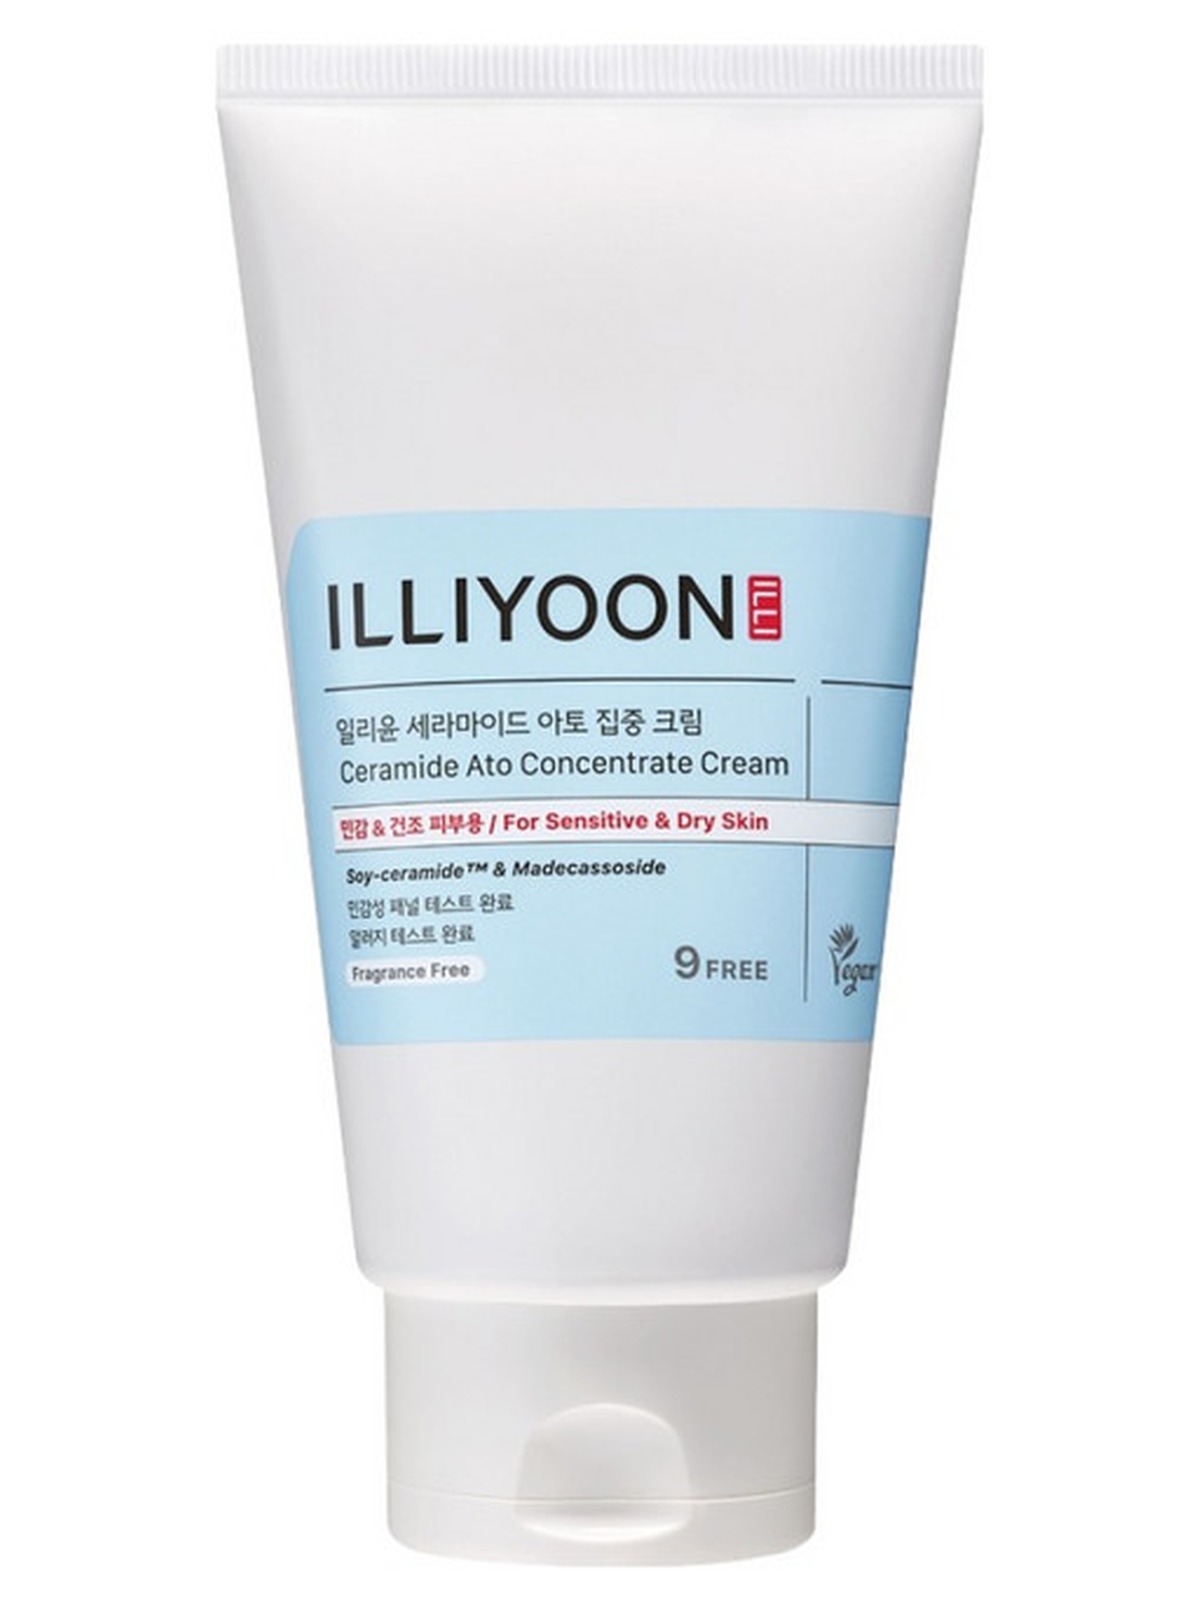 ILLIYOON ILLI
일리윤 세라마이드 아토 집중 크림
Ceramide Ato Concentrate Cream
민감 & 건조 피부용 / For Sensitive & Dry Skin
Soy-ceramide™ & Madecassoside
민감성 패널 테스트 완료
알러지 테스트 완료
Fragrance Free
9 FREE
Vegan